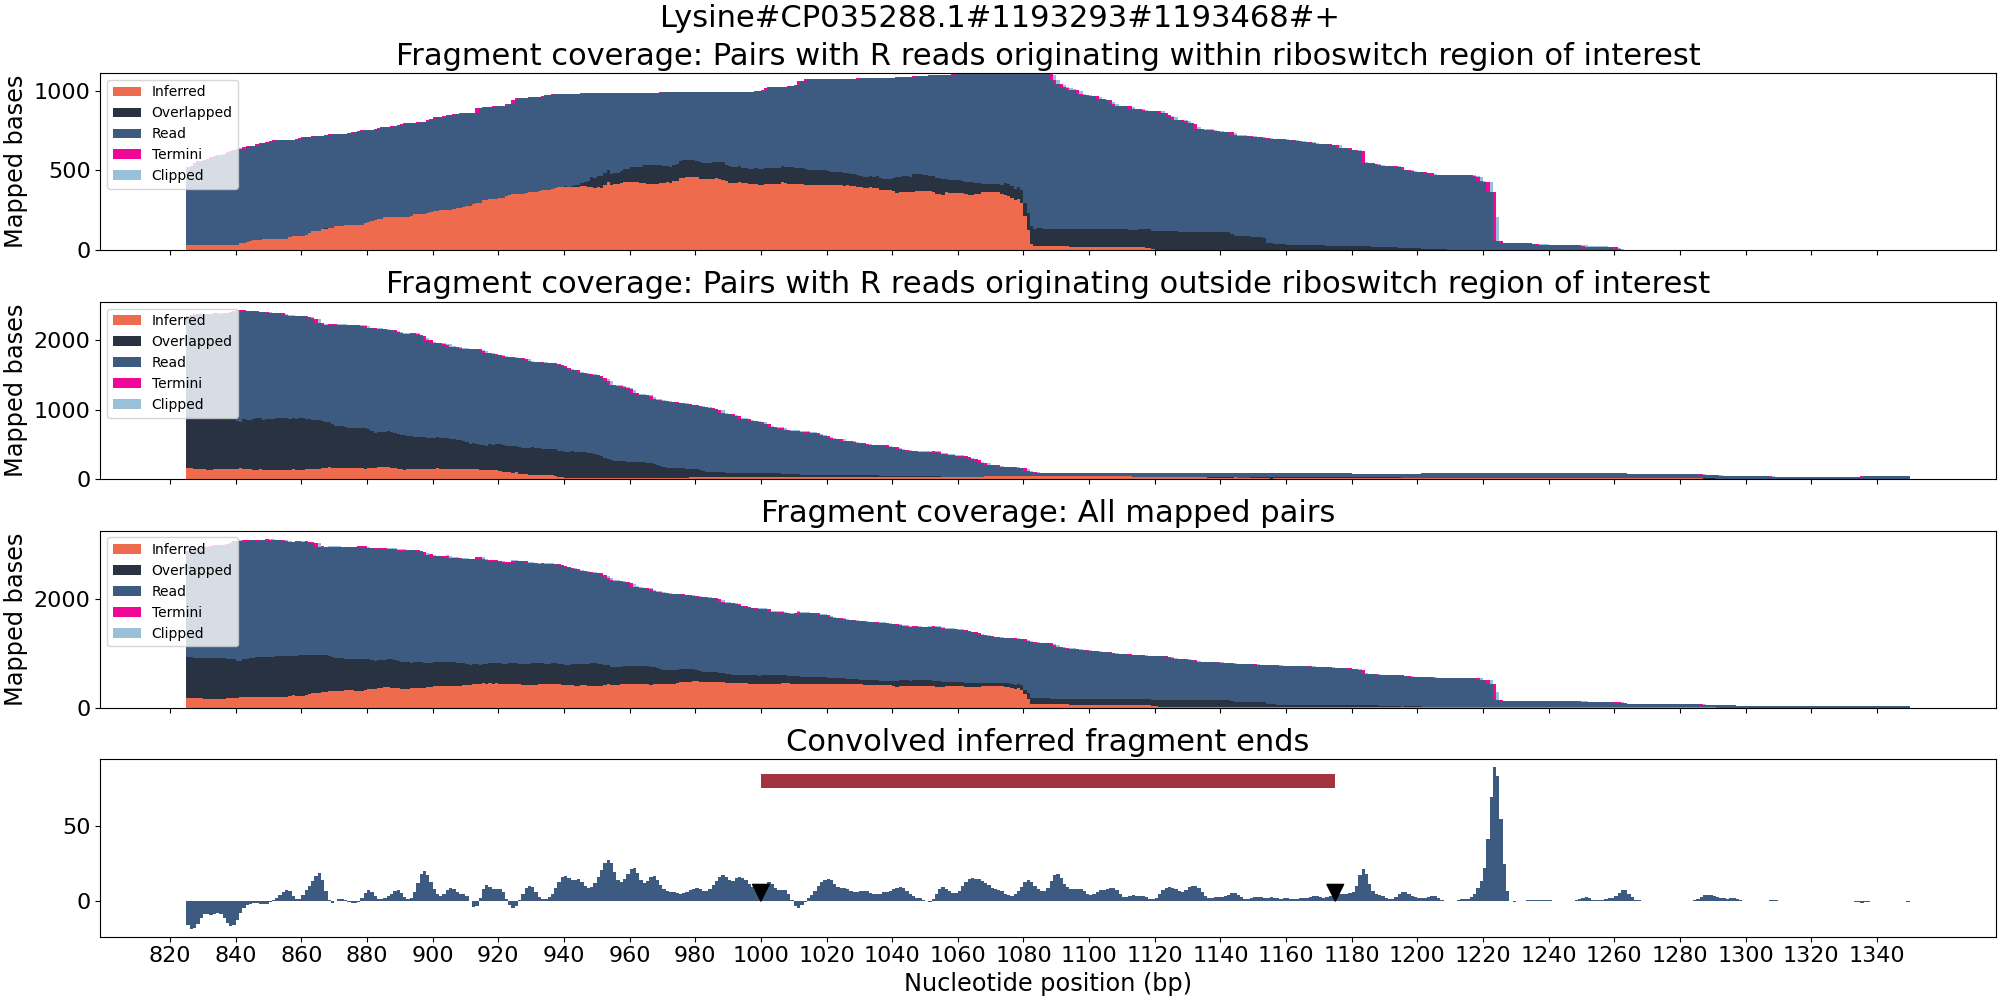 Lysine#CP035288.1#1193293#1193468#+
Fragment coverage: Pairs with R reads originating within riboswitch region of interest
Mapped bases
1000
500
0
Inferred
Overlapped
Read
Termini
Clipped
Fragment coverage: Pairs with R reads originating outside riboswitch region of interest
Mapped bases
2000
1000
0
Inferred
Overlapped
Read
Termini
Clipped
Fragment coverage: All mapped pairs
Mapped bases
2000
0
Inferred
Overlapped
Read
Termini
Clipped
Convolved inferred fragment ends
50
0
820 840 860 880 900 920 940 960 980 1000 1020 1040 1060 1080 1100 1120 1140 1160 1180 1200 1220 1240 1260 1280 1300 1320 1340
Nucleotide position (bp)